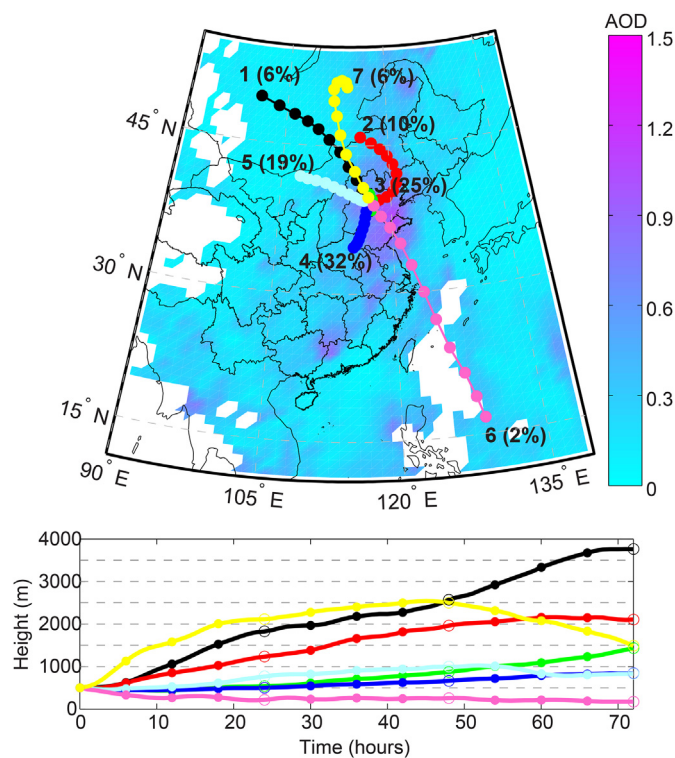 AOD
1.5
1.2
0.9
0.6
0.3
0
1 (6%)
7 (6%)
2 (10%)
5 (19%)
3 (25%)
4 (32%)
6 (2%)
45° N
30° N
15° N
90° E
105° E
120° E
135° E
4000
3000
2000
1000
0
Height (m)
0 10 20 30 40 50 60 70
Time (hours)